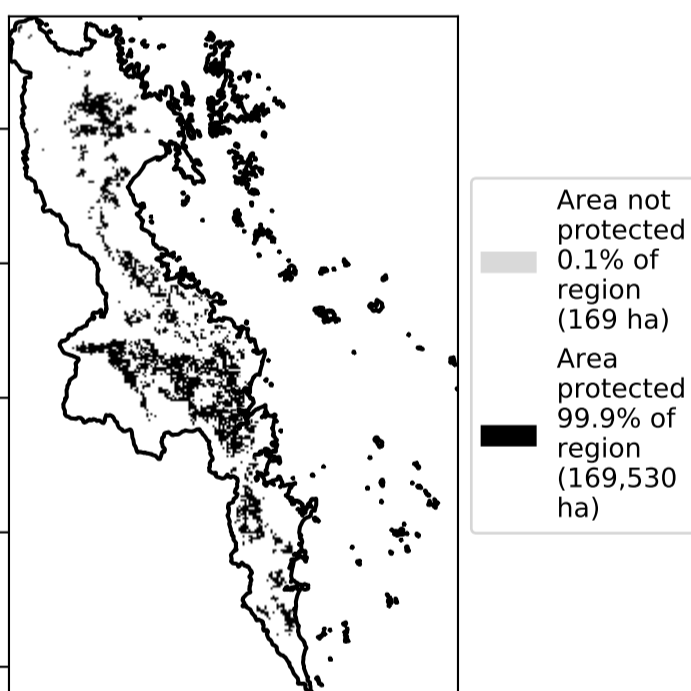 Area not
protected
0.1% of
region
(169 ha)
Area
protected
99.9% of
region
(169,530
ha)